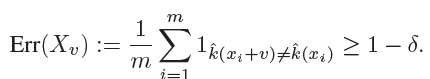 Err(X_v) := \frac{1}{m} \sum_{i=1}^{m} 1_{\hat{k}(x_i+v) \neq \hat{k}(x_i)} \geq 1 - \delta.